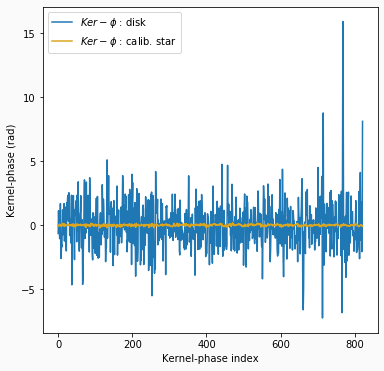 Ker − ϕ : disk
Ker − ϕ : calib. star
15
10
5
0
−5
Kernel-phase (rad)
0 200 400 600 800
Kernel-phase index